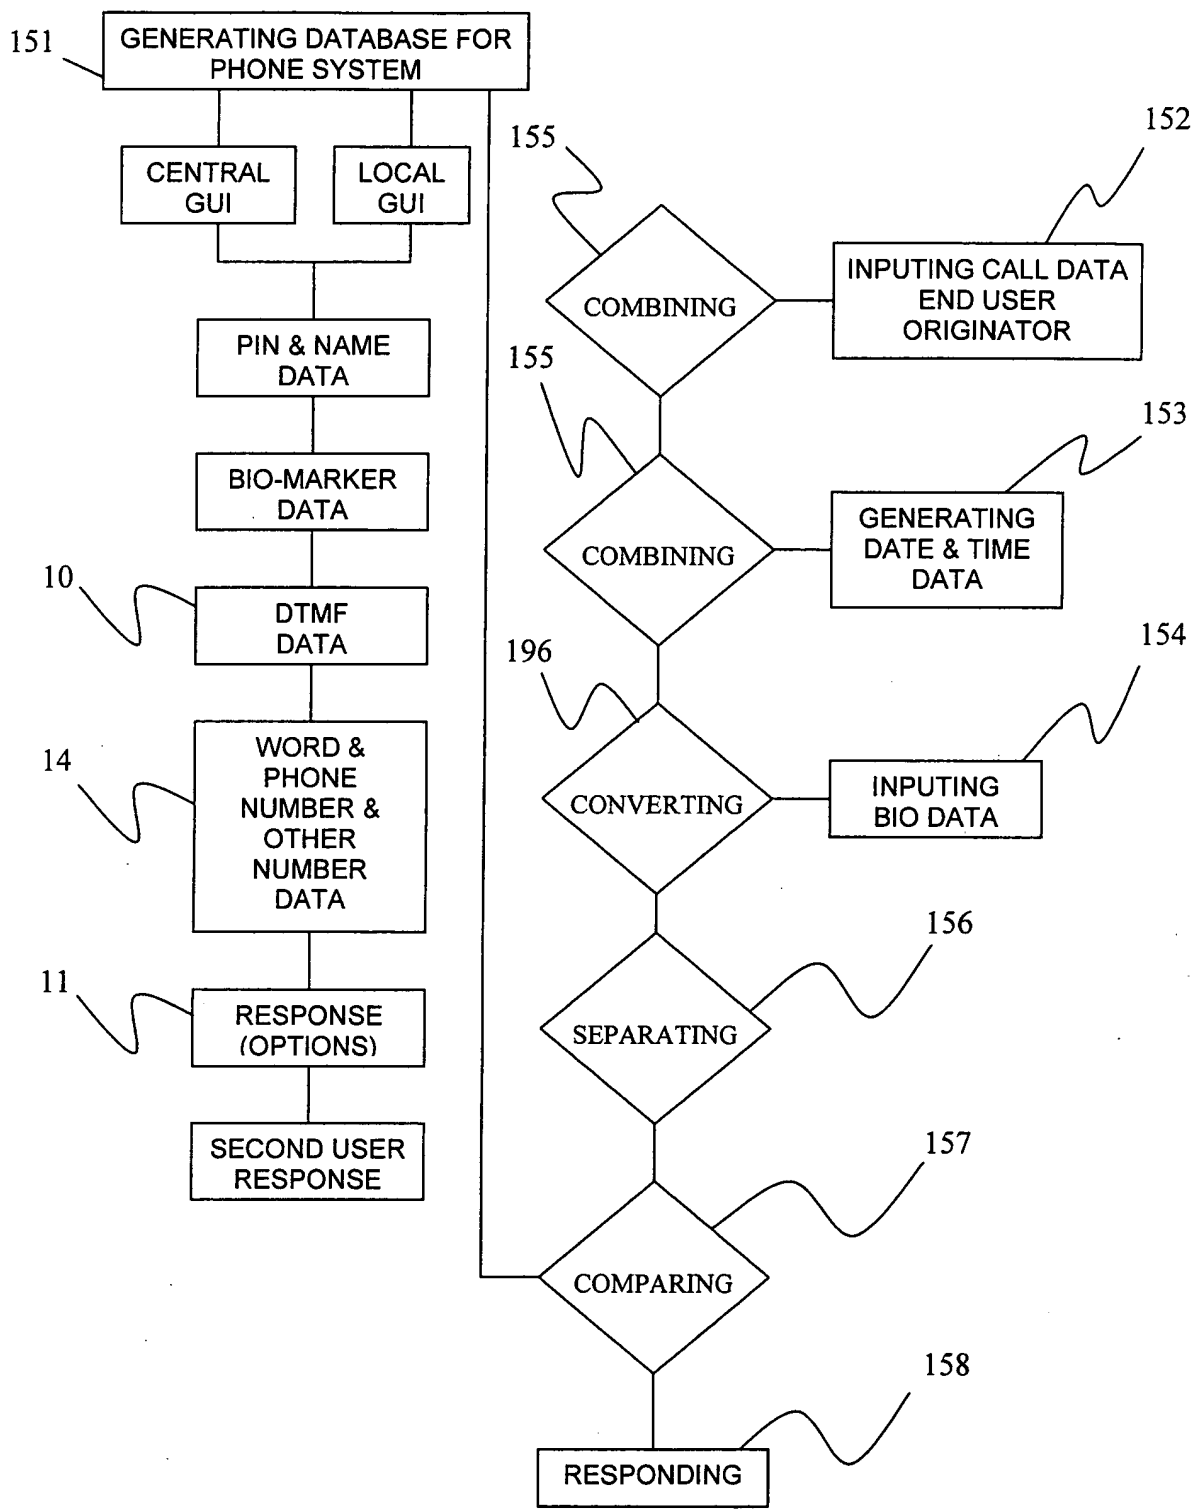 151
GENERATING DATABASE FOR
PHONE SYSTEM
CENTRAL
GUI
LOCAL
GUI
PIN & NAME
DATA
BIO-MARKER
DATA
10
DTMF
DATA
14
WORD &
PHONE
NUMBER &
OTHER
NUMBER
DATA
11
RESPONSE
(OPTIONS)
SECOND USER
RESPONSE
155
COMBINING
152
INPUTING CALL DATA
END USER
ORIGINATOR
155
COMBINING
153
GENERATING
DATE & TIME
DATA
196
CONVERTING
154
INPUTING
BIO DATA
156
SEPARATING
157
COMPARING
158
RESPONDING